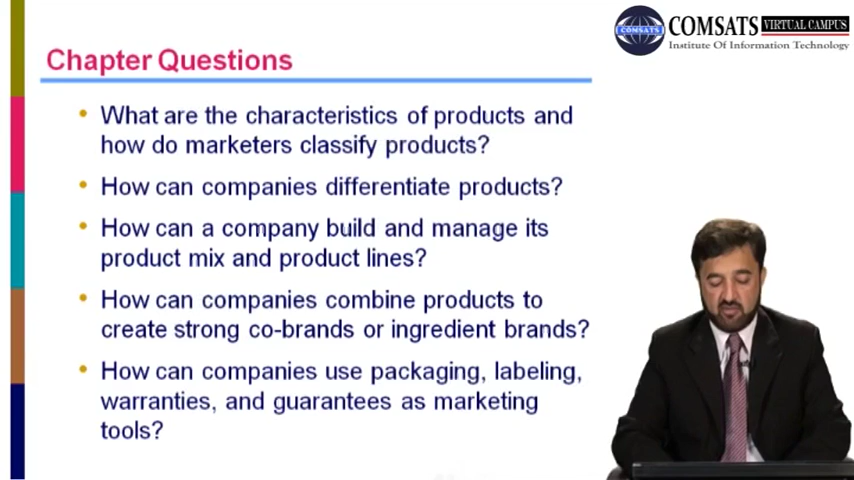 COMSATS VIRTUAL CAMPUS
COMSATS
Institute Of Information Technology
Chapter Questions
• What are the characteristics of products and
how do marketers classify products?
• How can companies differentiate products?
• How can a company build and manage its
product mix and product lines?
• How can companies combine products to
create strong co-brands or ingredient brands?
• How can companies use packaging, labeling,
warranties, and guarantees as marketing
tools?